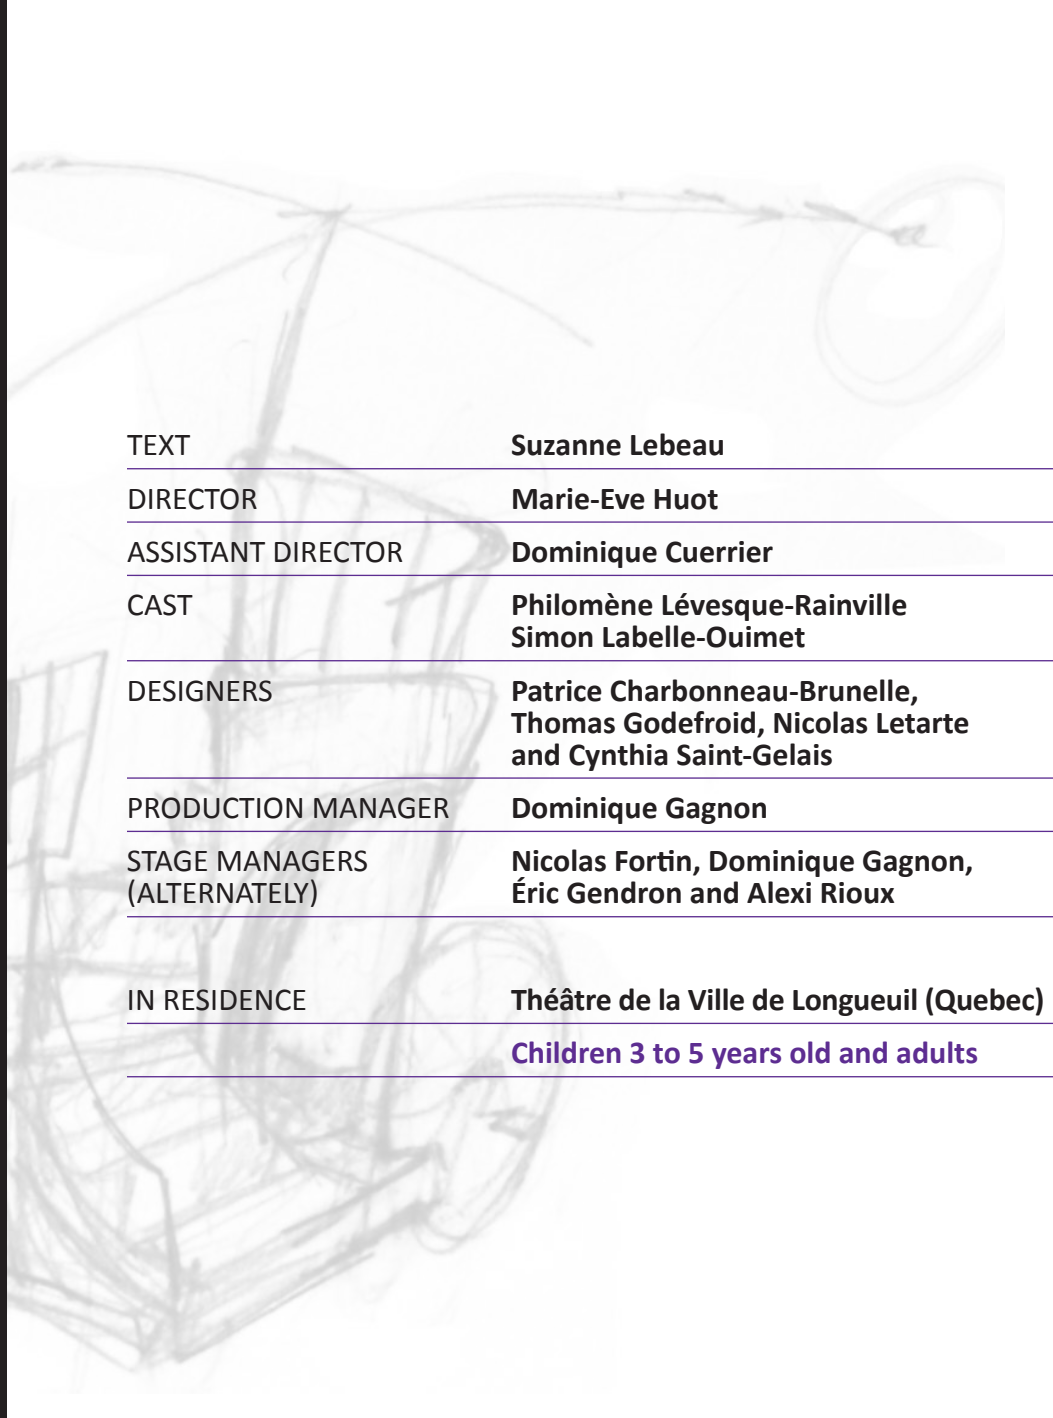 TEXT Suzanne Lebeau
DIRECTOR Marie-Eve Huot
ASSISTANT DIRECTOR Dominique Cuerrier
CAST Philomène Lévesque-Rainville
Simon Labelle-Ouimet
DESIGNERS Patrice Charbonneau-Brunelle,
Thomas Godefroid, Nicolas Letarte
and Cynthia Saint-Gelais
PRODUCTION MANAGER Dominique Gagnon
STAGE MANAGERS Nicolas Fortin, Dominique Gagnon,
(ALTERNATELY) Éric Gendron and Alexi Rioux
IN RESIDENCE Théâtre de la Ville de Longueuil (Quebec)
Children 3 to 5 years old and adults